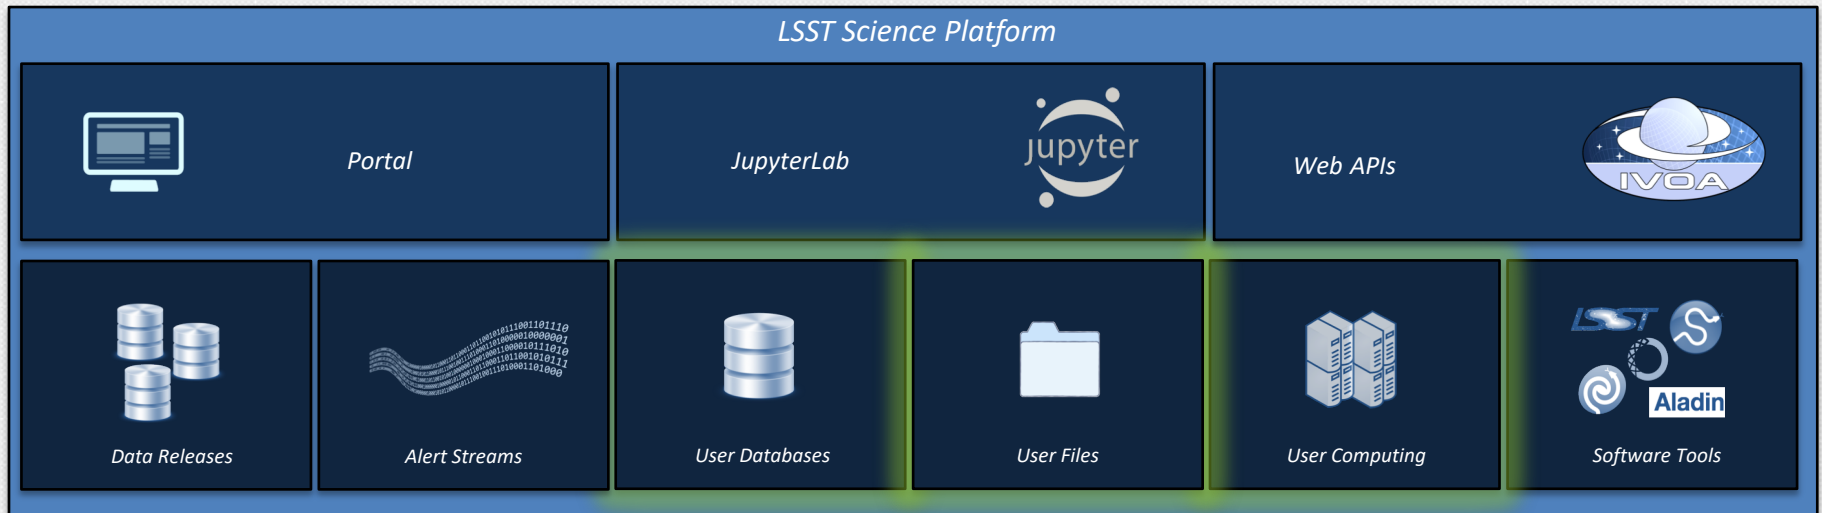 LSST Science Platform
Portal
JupyterLab
jupyter
Web APIs
IVOA
Data Releases
Alert Streams
User Databases
User Files
User Computing
LSST
Aladin
Software Tools